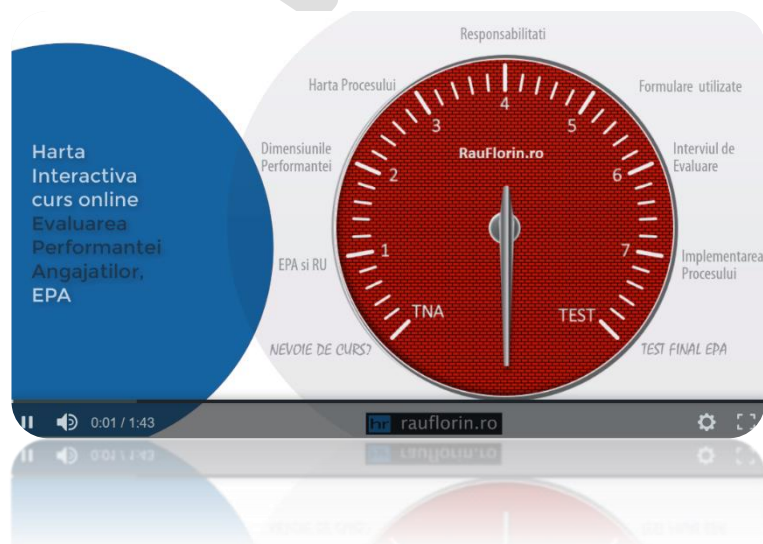 Harta
Interactiva
curs online
Evaluarea
Performantei
Angajatilor,
EPA
Responsabilitati
Harta Procesului
Formulare utilizate
Dimensiunile
Performantei
Interviul de
Evaluare
EPA si RU
Implementarea
Procesului
NEVOIE DE CURS?
TEST FINAL EPA
TNA
1
2
3
4
5
6
7
TEST
RauFlorin.ro
0:01 / 1:43
hr rauflorin.ro